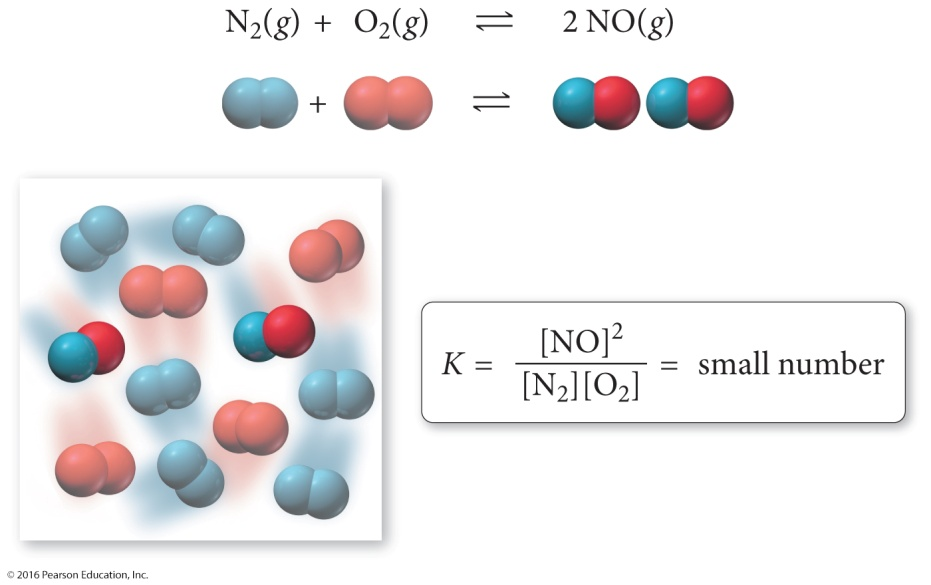 N₂(g) + O₂(g) ⇌ 2 NO(g)
+ ⇌
K = [NO]² / [N₂][O₂] = small number
© 2016 Pearson Education, Inc.